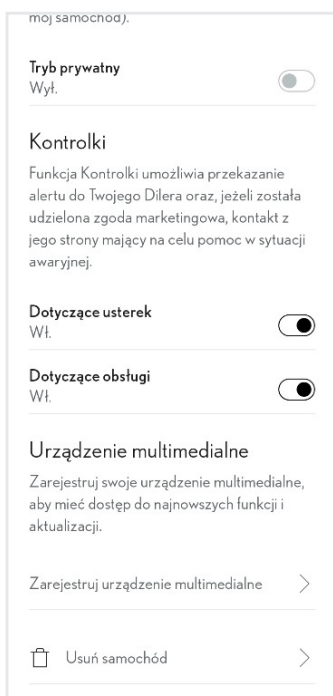 mój samochód).
Tryb prywatny
Wył.
Kontrolki
Funkcja Kontrolki umożliwia przekazanie
alertu do Twojego Dilera oraz, jeżeli została
udzielona zgoda marketingowa, kontakt z
jego strony mający na celu pomoc w sytuacji
awaryjnej.
Dotyczące usterek
Wł.
Dotyczące obsługi
Wł.
Urządzenie multimedialne
Zarejestruj swoje urządzenie multimedialne,
aby mieć dostęp do najnowszych funkcji i
aktualizacji.
Zarejestruj urządzenie multimedialne
Usuń samochód